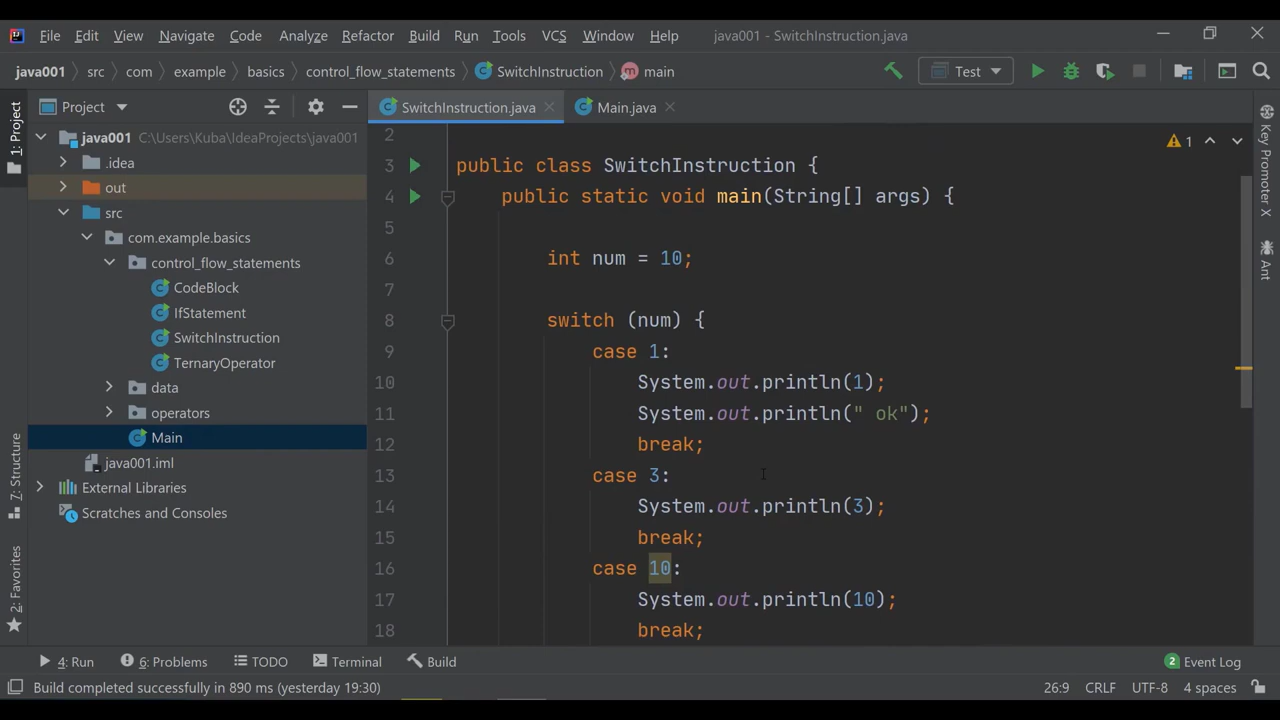 File Edit View Navigate Code Analyze Refactor Build Run Tools VCS Window Help java001 - SwitchInstruction.java
java001 src com example basics control_flow_statements SwitchInstruction main Test
1: Project
Project
SwitchInstruction.java Main.java
java001 C:\Users\Kuba\IdeaProjects\java001
.idea
out
src
com.example.basics
control_flow_statements
CodeBlock
IfStatement
SwitchInstruction
TernaryOperator
data
operators
Main
java001.iml
External Libraries
Scratches and Consoles
7: Structure
2: Favorites
2
3 public class SwitchInstruction {
4 public static void main(String[] args) {
5
6 int num = 10;
7
8 switch (num) {
9 case 1:
10 System.out.println(1);
11 System.out.println(" ok");
12 break;
13 case 3:
14 System.out.println(3);
15 break;
16 case 10:
17 System.out.println(10);
18 break;
1
Key Promoter X
Ant
4: Run 6: Problems TODO Terminal Build 2 Event Log
Build completed successfully in 890 ms (yesterday 19:30) 26:9 CRLF UTF-8 4 spaces